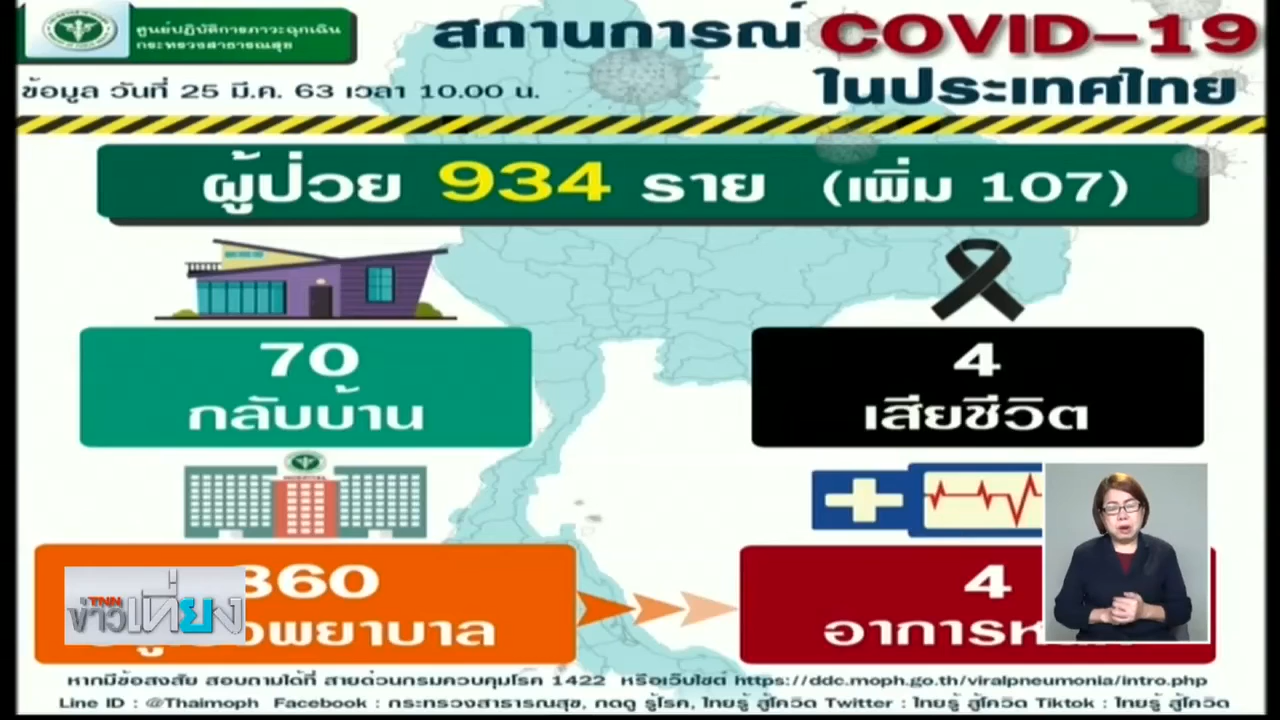 ศูนย์ปฏิบัติการภาวะฉุกเฉิน
กระทรวงสาธารณสุข
สถานการณ์ COVID-19
ในประเทศไทย
ข้อมูล วันที่ 25 มี.ค. 63 เวลา 10.00 น.
ผู้ป่วย 934 ราย (เพิ่ม 107)
70
กลับบ้าน
4
เสียชีวิต
HOSPITAL
860
พยาบาล
4
อาการ
TNN
ข่าวเที่ยง
หากมีข้อสงสัย สอบถามได้ที่ สายด่วนกรมควบคุมโรค 1422 หรือเว็บไซต์ https://ddc.moph.go.th/viralpneumonia/intro.php
Line ID : @Thaimoph Facebook : กระทรวงสาธารณสุข, กดดู รู้โรค, ไทยรู้ สู้โควิด Twitter : ไทยรู้ สู้โควิด Tiktok : ไทยรู้ สู้โควิด